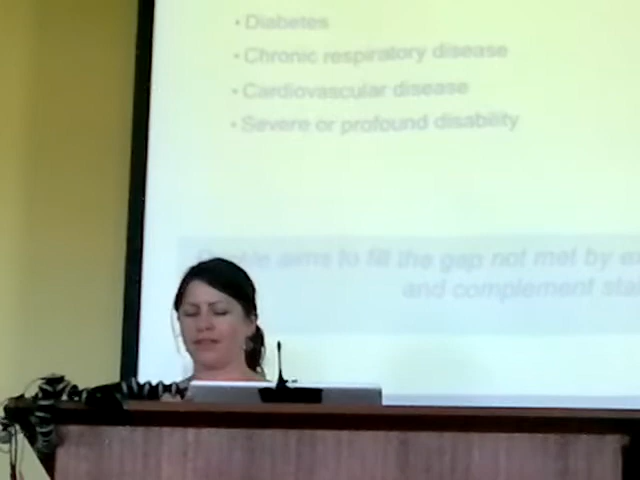 • Diabetes
• Chronic respiratory disease
• Cardiovascular disease
• Severe or profound disability
aims to fill the gap not met by
and complement